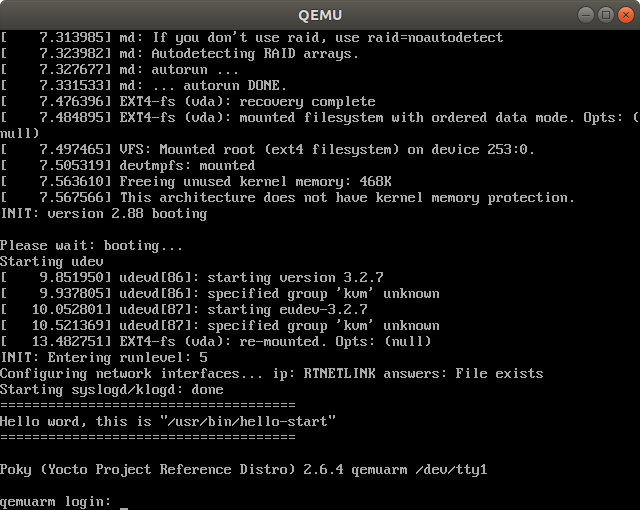 QEMU
[    7.313985] md: If you don't use raid, use raid=noautodetect
[    7.323982] md: Autodetecting RAID arrays.
[    7.327677] md: autorun ...
[    7.331533] md: ... autorun DONE.
[    7.476396] EXT4-fs (vda): recovery complete
[    7.484895] EXT4-fs (vda): mounted filesystem with ordered data mode. Opts: (
null)
[    7.497465] VFS: Mounted root (ext4 filesystem) on device 253:0.
[    7.505319] devtmpfs: mounted
[    7.563610] Freeing unused kernel memory: 468K
[    7.567566] This architecture does not have kernel memory protection.
INIT: version 2.88 booting
Please wait: booting...
Starting udev
[    9.851950] udevd[86]: starting version 3.2.7
[    9.937805] udevd[86]: specified group 'kvm' unknown
[   10.052801] udevd[87]: starting eudev-3.2.7
[   10.521369] udevd[87]: specified group 'kvm' unknown
[   13.482751] EXT4-fs (vda): re-mounted. Opts: (null)
INIT: Entering runlevel: 5
Configuring network interfaces... ip: RTNETLINK answers: File exists
Starting syslogd/klogd: done
=====================================
Hello word, this is "/usr/bin/hello-start"
=====================================
Poky (Yocto Project Reference Distro) 2.6.4 qemuarm /dev/tty1
qemuarm login: _